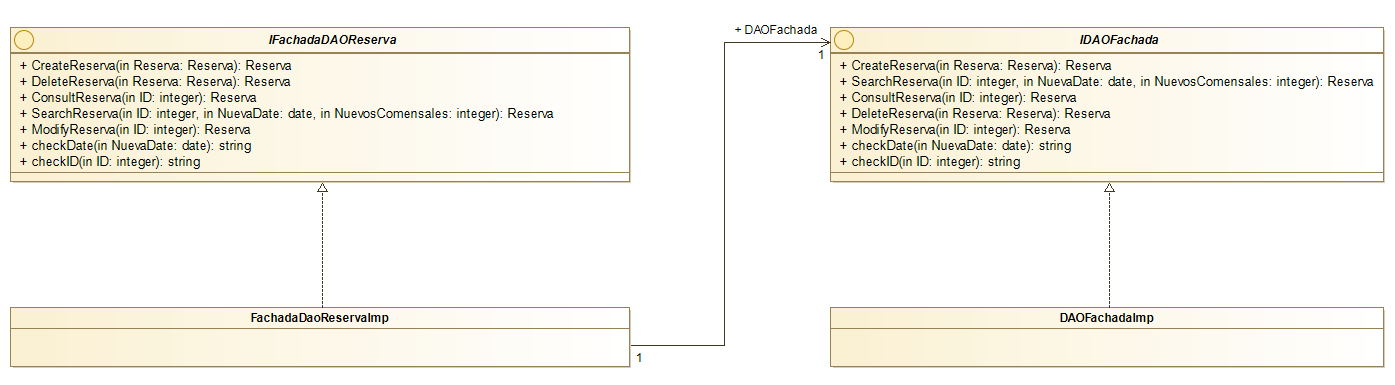 IFachadaDAOReserva
+ CreateReserva(in Reserva: Reserva): Reserva
+ DeleteReserva(in Reserva: Reserva): Reserva
+ ConsultReserva(in ID: integer): Reserva
+ SearchReserva(in ID: integer, in NuevaDate: date, in NuevosComensales: integer): Reserva
+ ModifyReserva(in ID: integer): Reserva
+ checkDate(in NuevaDate: date): string
+ checkID(in ID: integer): string
+ DAOFachada
1
IDAOFachada
+ CreateReserva(in Reserva: Reserva): Reserva
+ SearchReserva(in ID: integer, in NuevaDate: date, in NuevosComensales: integer): Reserva
+ ConsultReserva(in ID: integer): Reserva
+ DeleteReserva(in Reserva: Reserva): Reserva
+ ModifyReserva(in ID: integer): Reserva
+ checkDate(in NuevaDate: date): string
+ checkID(in ID: integer): string
FachadaDaoReservaImp
1
DAOFachadaImp